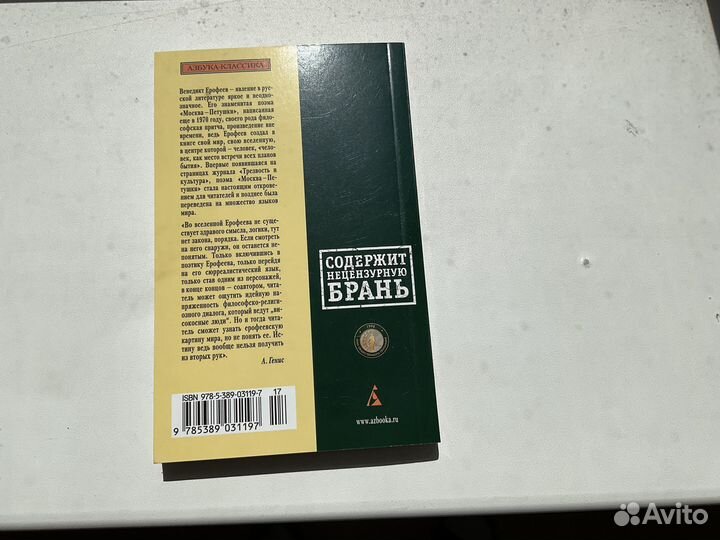 АЗБУКА-КЛАССИКА
Венедикт Ерофеев – явление в рус-
ской литературе яркое и неодно-
значное. Его знаменитая поэма
«Москва – Петушки», написанная
еще в 1970 году, своего рода фило-
софская притча, произведение вне
времени, ведь Ерофеев создал в
книге свой мир, свою вселенную,
в центре которой – человек, «чело-
век, как место встречи всех планов
бытия». Впервые появившаяся на
страницах журнала «Трезвость и
культура», поэма «Москва – Пе-
тушки» стала настоящим открове-
нием для читателей и позднее была
переведена на множество языков
мира.
«Во вселенной Ерофеева не су-
ществует здравого смысла, логики, тут
нет закона, порядка. Если смотреть
на него снаружи, он останется не-
понятым. Только включившись в
поэтику Ерофеева, только перейдя
на его сюрреалистический язык,
только став одним из персонажей,
в конце концов – соавтором, чита-
тель может ощутить идейную на-
пряженность философско-религи-
озного диалога, который ведут „ви-
сокосные люди“. Но и тогда чита-
тель сможет узнать ерофеевскую
картину мира, но не понять ее. Ис-
тину ведь вообще нельзя получить
из вторых рук».
А. Генис
СОДЕРЖИТ
НЕЦЕНЗУРНУЮ
БРАНЬ
ISBN 978-5-389-03119-7
17
9 785389 031197
www.azbooka.ru
Avito